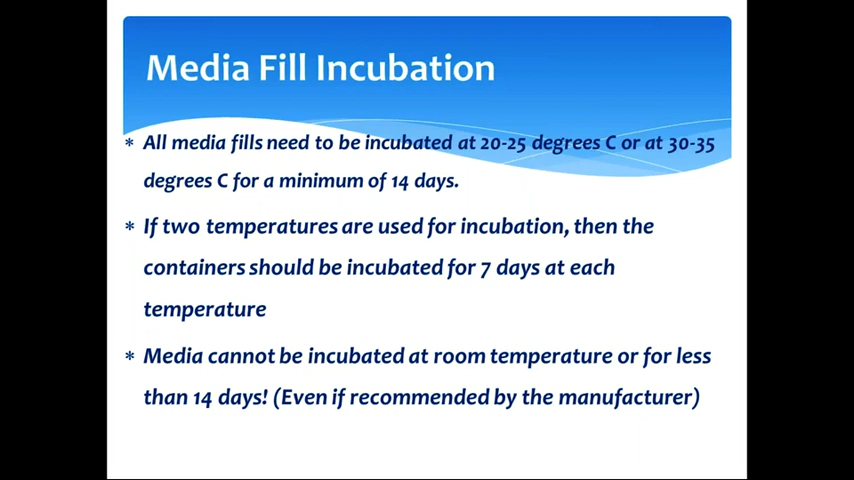 Media Fill Incubation
* All media fills need to be incubated at 20-25 degrees C or at 30-35
degrees C for a minimum of 14 days.
* If two temperatures are used for incubation, then the
containers should be incubated for 7 days at each
temperature
* Media cannot be incubated at room temperature or for less
than 14 days! (Even if recommended by the manufacturer)